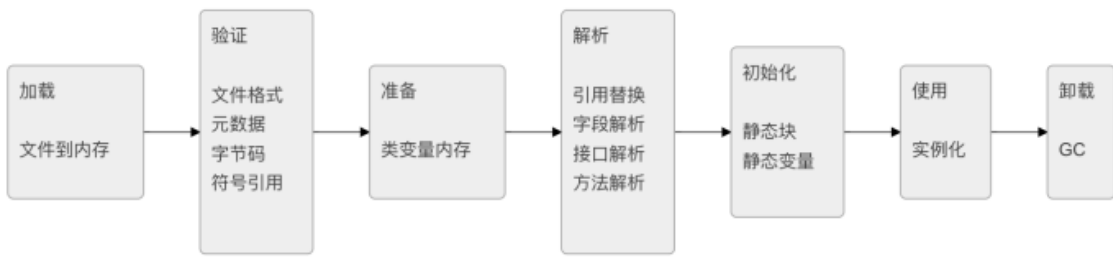 加载
文件到内存
验证
文件格式
元数据
字节码
符号引用
准备
类变量内存
解析
引用替换
字段解析
接口解析
方法解析
初始化
静态块
静态变量
使用
实例化
卸载
GC